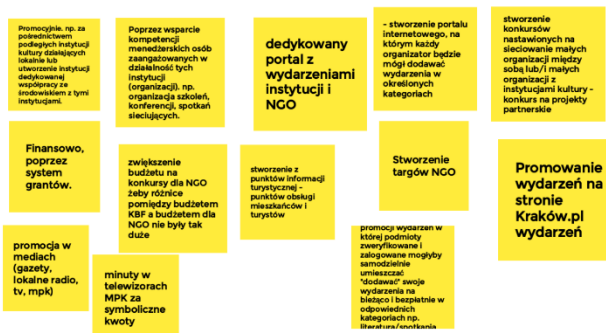 Promocyjnie. np. za
pośrednictwem
podległych instytucji
kultury działających
lokalnie lub
utworzenie instytucji
dedykowanej
współpracy ze
środowiskiem z tymi
instytucjami.
Poprzez wsparcie
kompetencji
menedżerskich osób
zaangażowanych w
działalność tych
instytucji
(organizacji). np.
organizacja szkoleń,
konferencji, spotkań
sieciujących.
dedykowany
portal z
wydarzeniami
instytucji i
NGO
- stworzenie portalu
internetowego, na
którym każdy
organizator będzie
mógł dodawać
wydarzenia w
określonych
kategoriach
stworzenie
konkursów
nastawionych na
sieciowanie małych
organizacji między
sobą lub/i małych
organizacji z
instytucjami kultury -
konkurs na projekty
partnerskie
Finansowo,
poprzez
system
grantów.
zwiększenie
budżetu na
konkursy dla NGO
żeby różnice
pomiędzy budżetem
KBF a budżetem dla
NGO nie były tak
duże
stworzenie z
punktów informacji
turystycznej -
punktów obsługi
mieszkańców i
turystów
Stworzenie
targów NGO
Promowanie
wydarzeń na
stronie
Kraków.pl
wydarzeń
promocja w
mediach
(gazety,
lokalne radio,
tv, mpk)
minuty w
telewizorach
MPK za
symboliczne
kwoty
promocji wydarzeń w
której podmioty
zweryfikowane i
zalogowane mogłyby
samodzielnie
umieszczać
"dodawać" swoje
wydarzenia na
bieżąco i bezpłatnie w
odpowiednich
kategoriach np.
literatura/spotkania